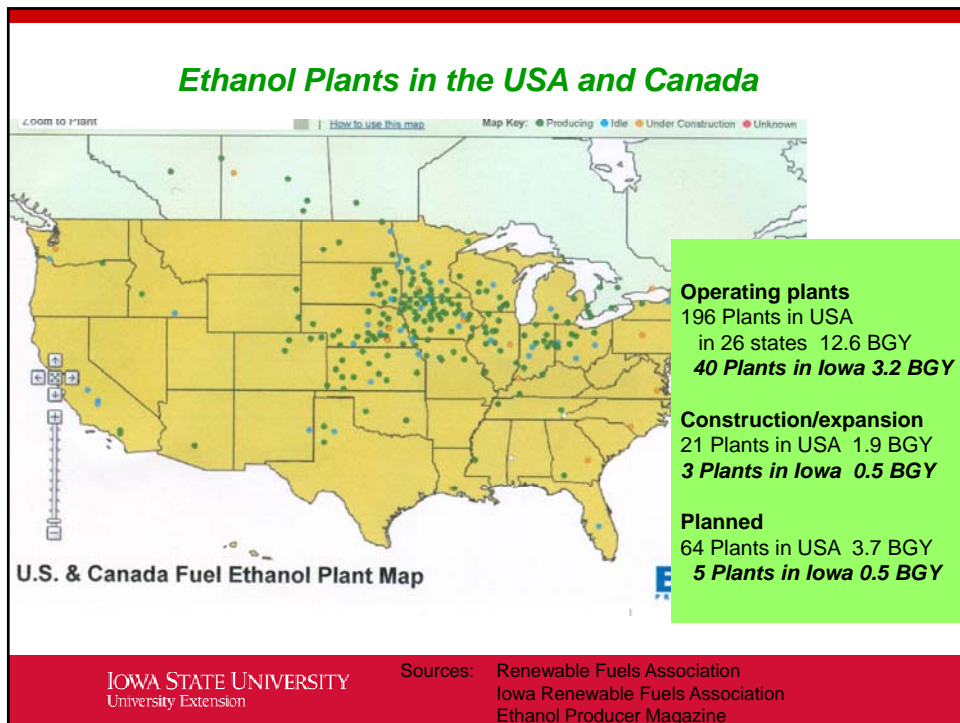 Ethanol Plants in the USA and Canada
Zoom to Plant | How to use this map Map Key: Producing Idle Under Construction Unknown
Operating plants
196 Plants in USA
in 26 states 12.6 BGY
40 Plants in Iowa 3.2 BGY
Construction/expansion
21 Plants in USA 1.9 BGY
3 Plants in Iowa 0.5 BGY
Planned
64 Plants in USA 3.7 BGY
5 Plants in Iowa 0.5 BGY
U.S. & Canada Fuel Ethanol Plant Map
IOWA STATE UNIVERSITY
University Extension
Sources: Renewable Fuels Association
Iowa Renewable Fuels Association
Ethanol Producer Magazine